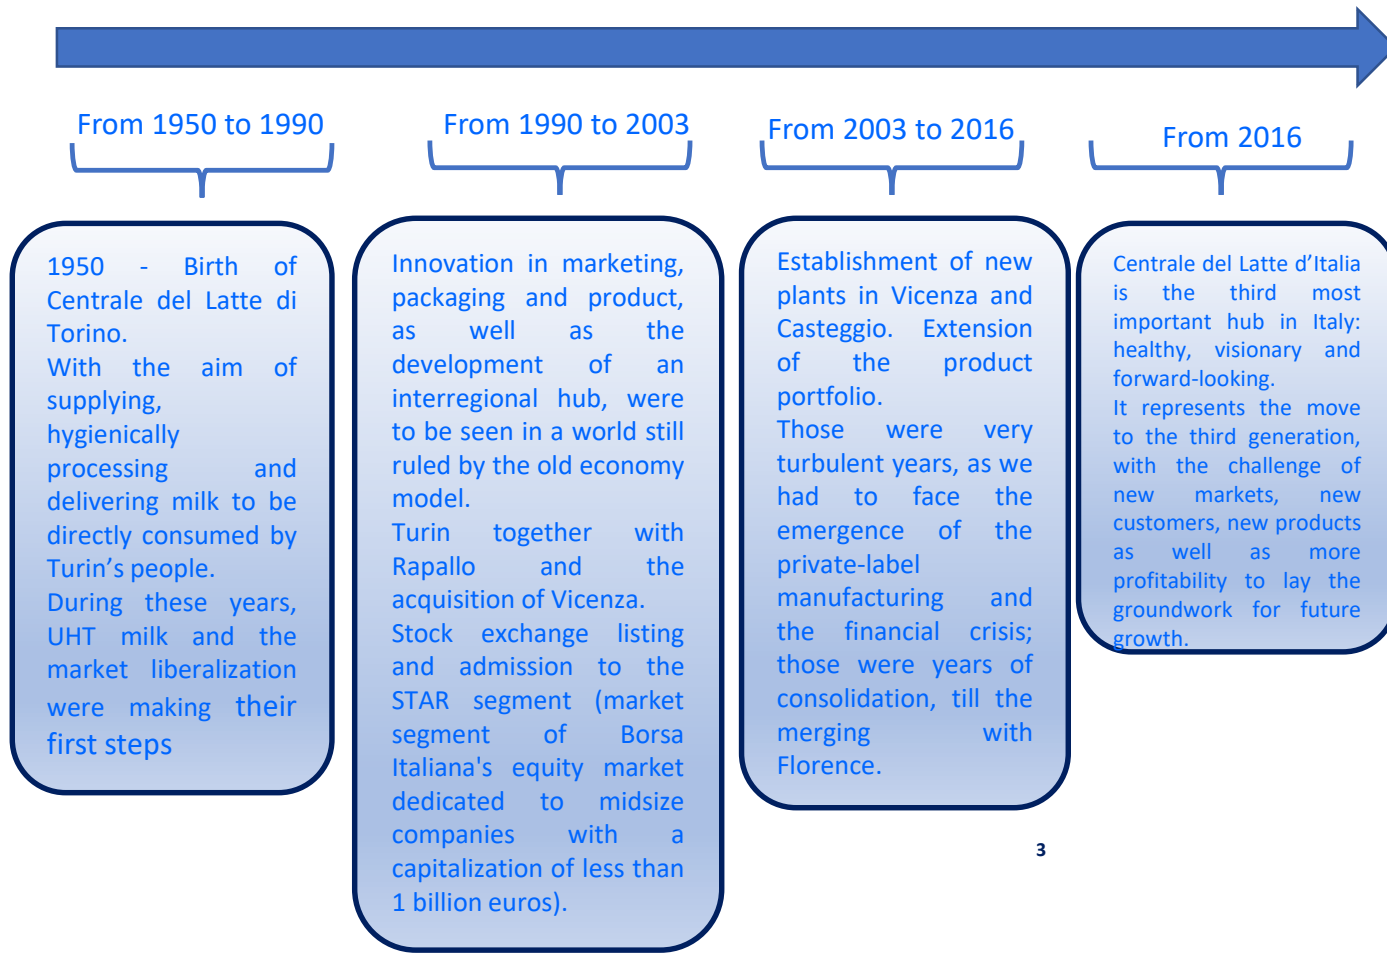 From 1950 to 1990
1950 - Birth of
Centrale del Latte di
Torino.
With the aim of
supplying,
hygienically
processing and
delivering milk to be
directly consumed by
Turin’s people.
During these years,
UHT milk and the
market liberalization
were making their
first steps
From 1990 to 2003
Innovation in marketing,
packaging and product,
as well as the
development of an
interregional hub, were
to be seen in a world still
ruled by the old economy
model.
Turin together with
Rapallo and the
acquisition of Vicenza.
Stock exchange listing
and admission to the
STAR segment (market
segment of Borsa
Italiana's equity market
dedicated to midsize
companies with a
capitalization of less than
1 billion euros).
From 2003 to 2016
Establishment of new
plants in Vicenza and
Casteggio. Extension
of the product
portfolio.
Those were very
turbulent years, as we
had to face the
emergence of the
private-label
manufacturing and
the financial crisis;
those were years of
consolidation, till the
merging with
Florence.
From 2016
Centrale del Latte d’Italia
is the third most
important hub in Italy:
healthy, visionary and
forward-looking.
It represents the move
to the third generation,
with the challenge of
new markets, new
customers, new products
as well as more
profitability to lay the
groundwork for future
growth.
3